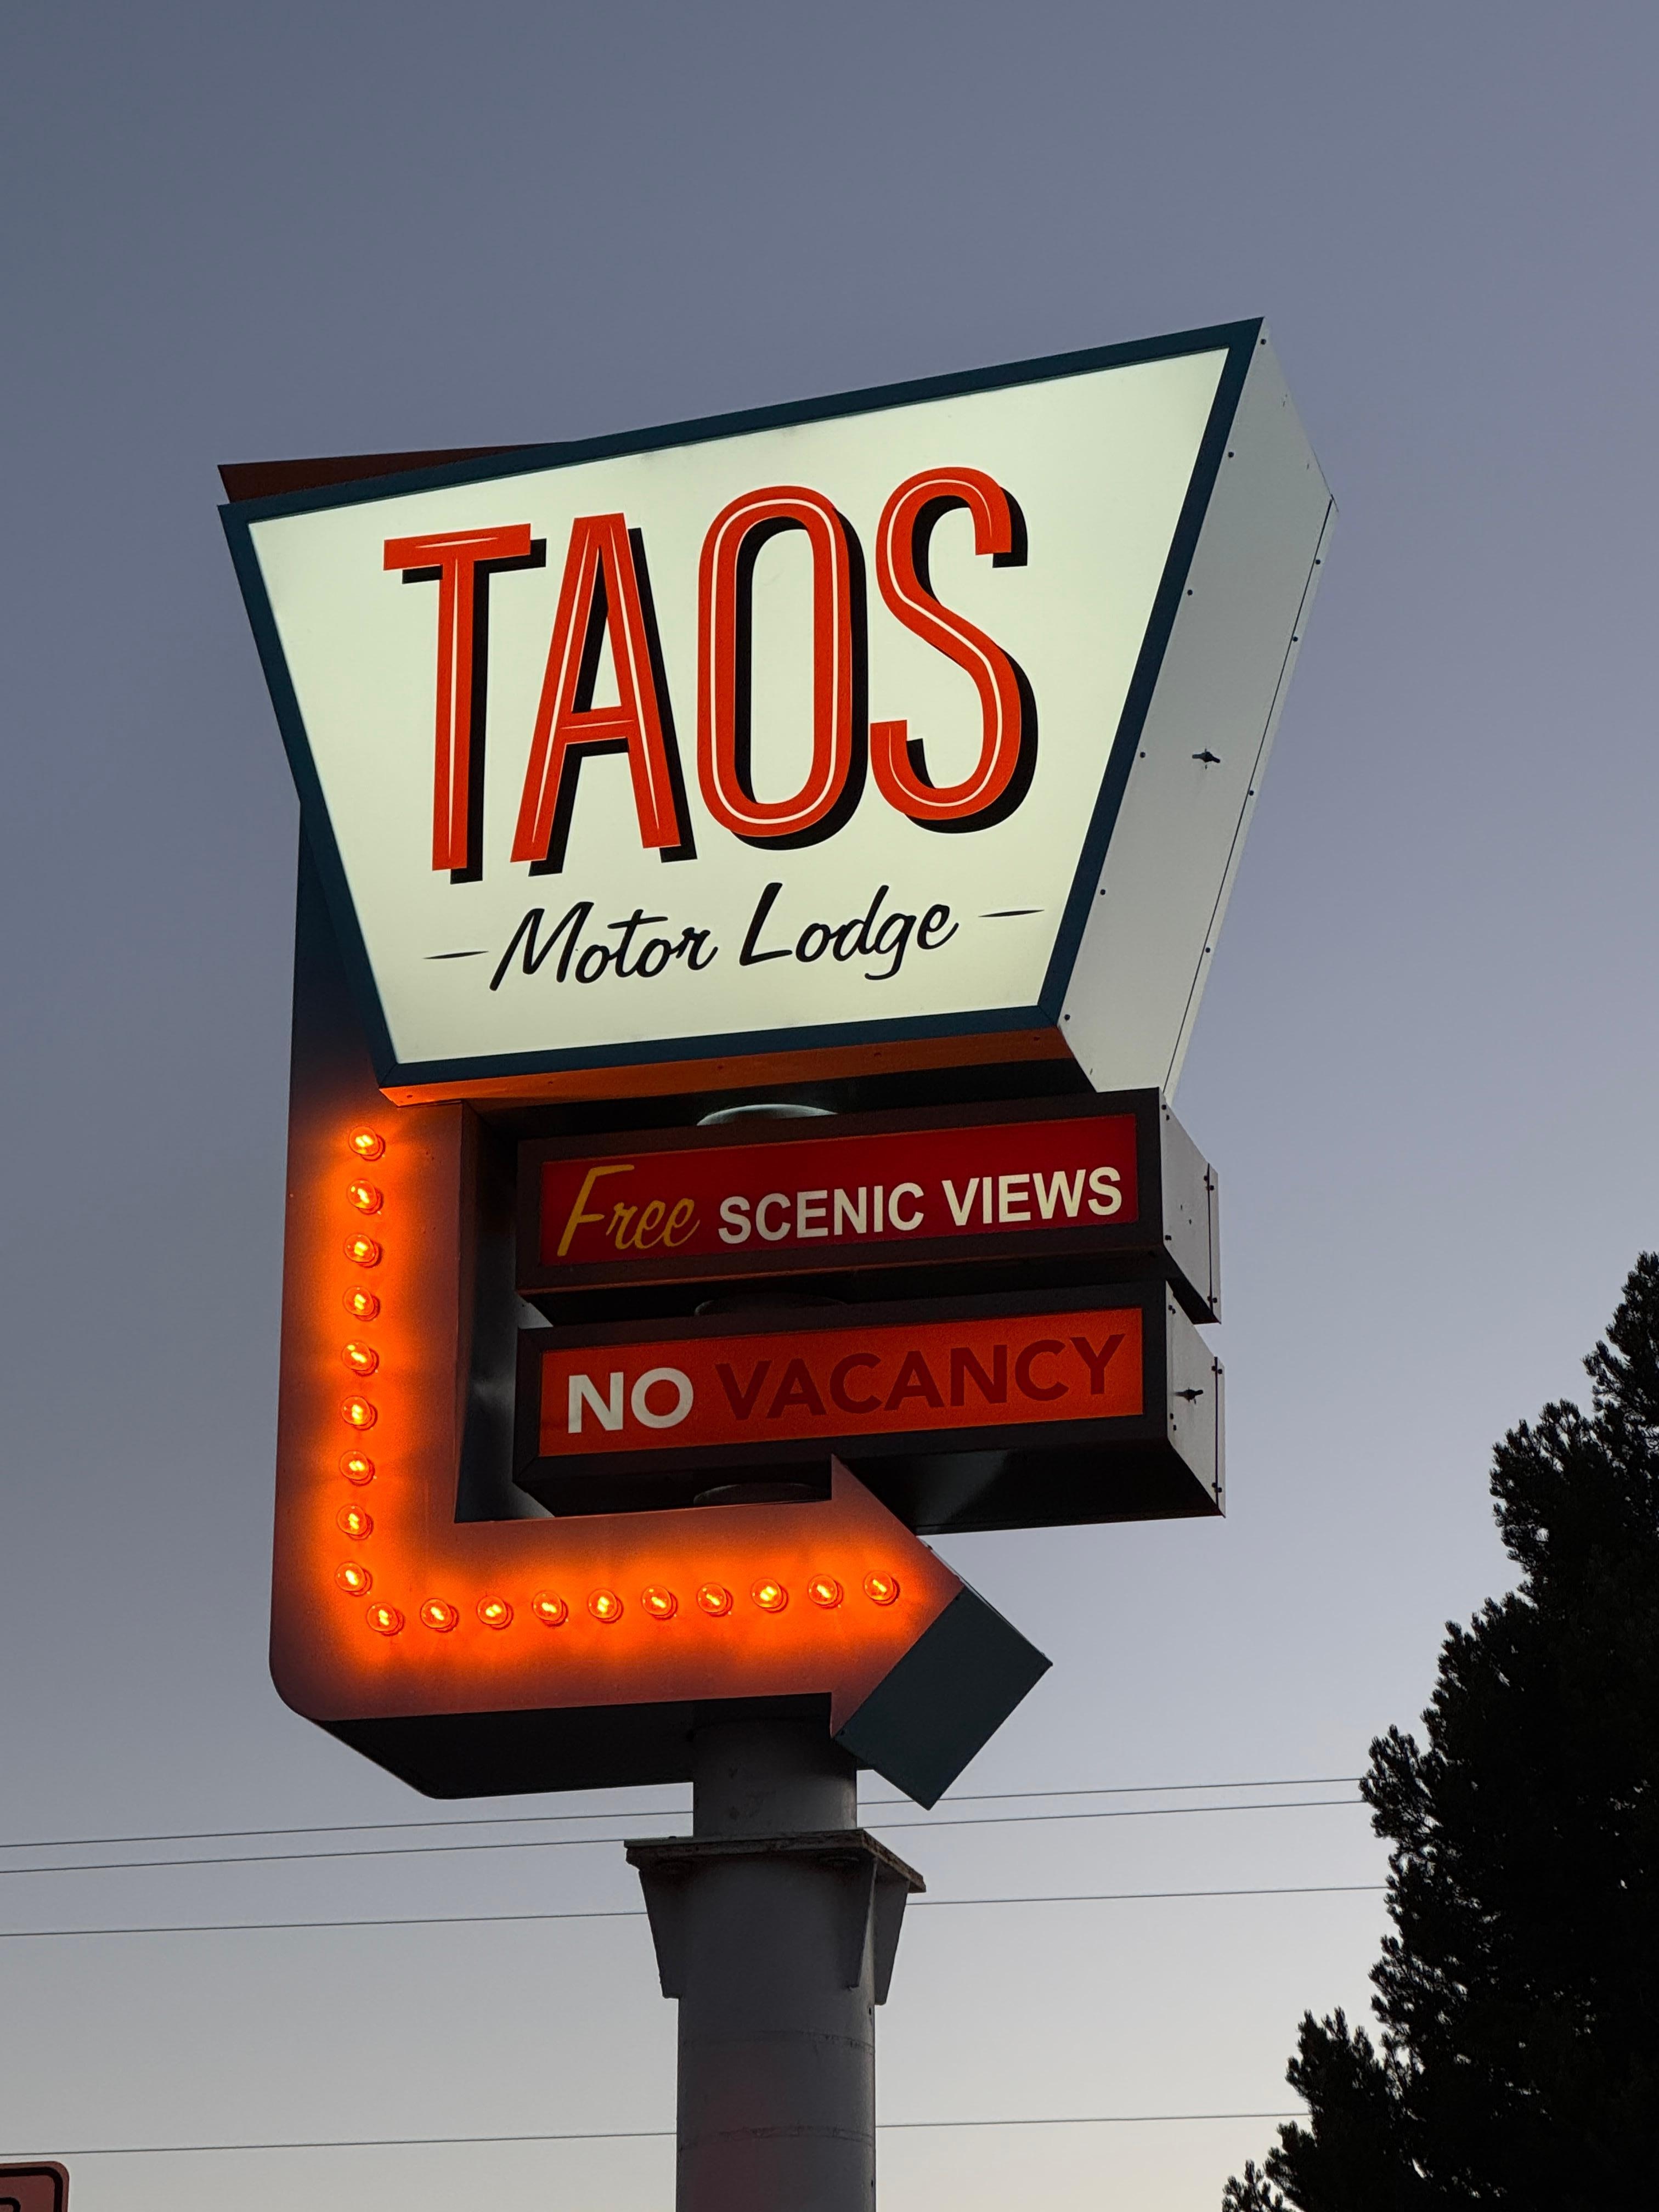 TAOS
Motor Lodge
Free SCENIC VIEWS
NO VACANCY